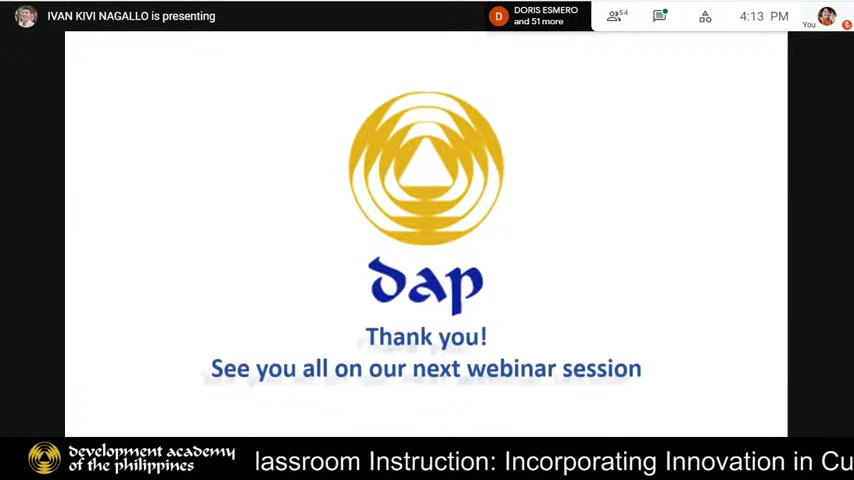 IVAN KIVI NAGALLO is presenting
D
DORIS ESMERO
and 51 more
54
4:13 PM
You
dap
Thank you!
See you all on our next webinar session
development academy
of the philippines
lassroom Instruction: Incorporating Innovation in Cu